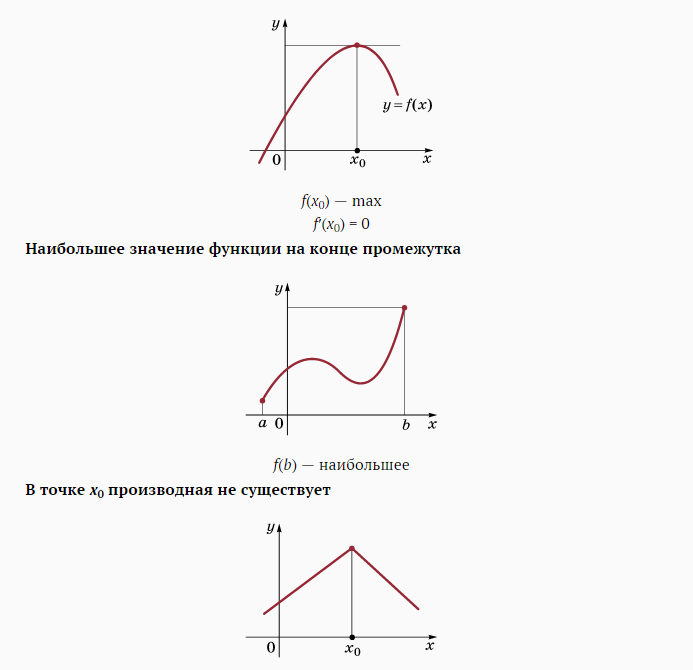 y
y = f(x)
0 x₀ x
f(x₀) — max
f′(x₀) = 0
Наибольшее значение функции на конце промежутка
y
a 0 b x
f(b) — наибольшее
В точке x₀ производная не существует
y
0 x₀ x